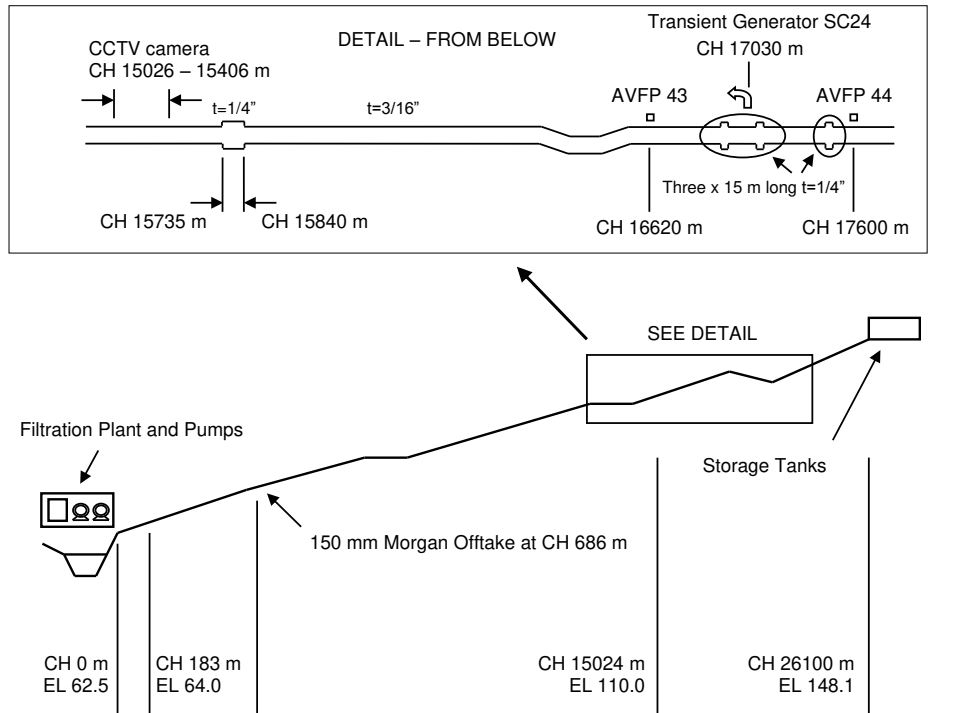 DETAIL – FROM BELOW
Transient Generator SC24
CH 17030 m
CCTV camera
CH 15026 – 15406 m
t=1/4"
t=3/16"
AVFP 43
AVFP 44
Three x 15 m long t=1/4"
CH 15735 m
CH 15840 m
CH 16620 m
CH 17600 m
SEE DETAIL
Filtration Plant and Pumps
Storage Tanks
150 mm Morgan Offtake at CH 686 m
CH 0 m
EL 62.5
CH 183 m
EL 64.0
CH 15024 m
EL 110.0
CH 26100 m
EL 148.1